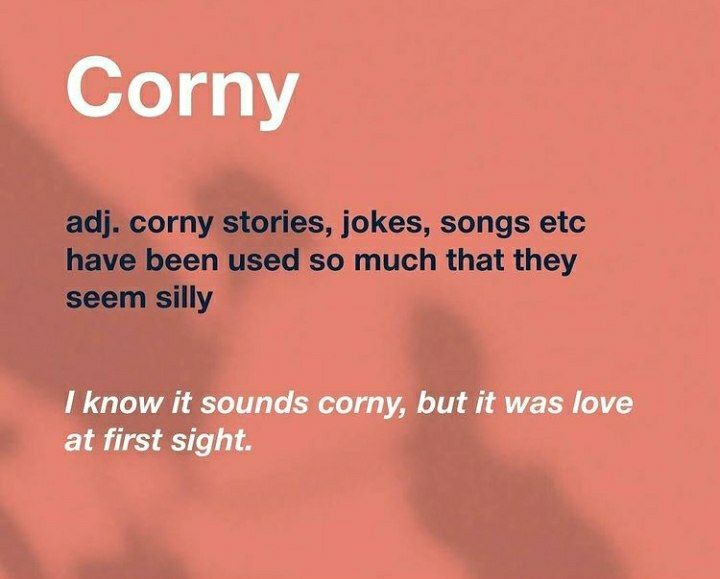 Corny
adj. corny stories, jokes, songs etc
have been used so much that they
seem silly
I know it sounds corny, but it was love
at first sight.